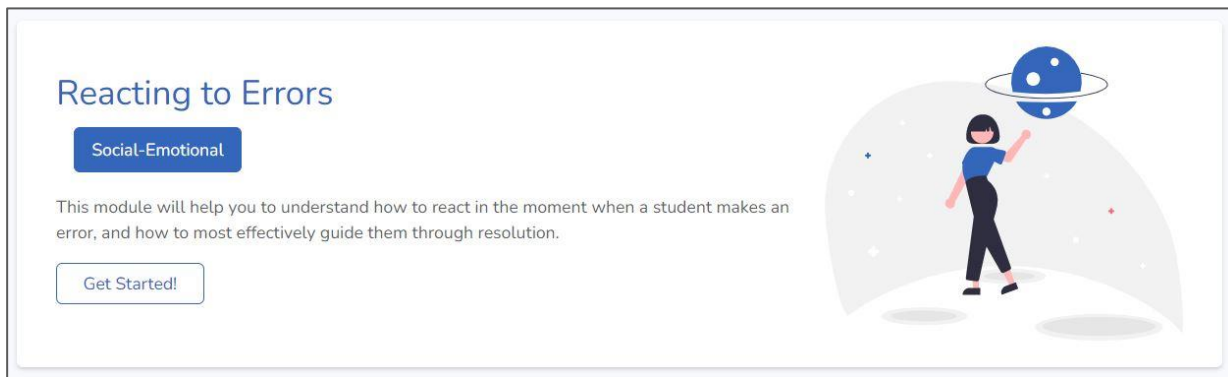 Reacting to Errors
Social-Emotional
This module will help you to understand how to react in the moment when a student makes an
error, and how to most effectively guide them through resolution.
Get Started!